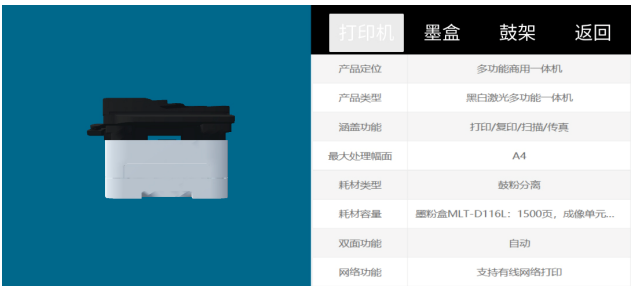 打印机 墨盒 鼓架 返回
产品定位 多功能商用一体机
产品类型 黑白激光多功能一体机
涵盖功能 打印/复印/扫描/传真
最大处理幅面 A4
耗材类型 鼓粉分离
耗材容量 墨粉盒MLT-D116L：1500页，成像单元...
双面功能 自动
网络功能 支持有线网络打印